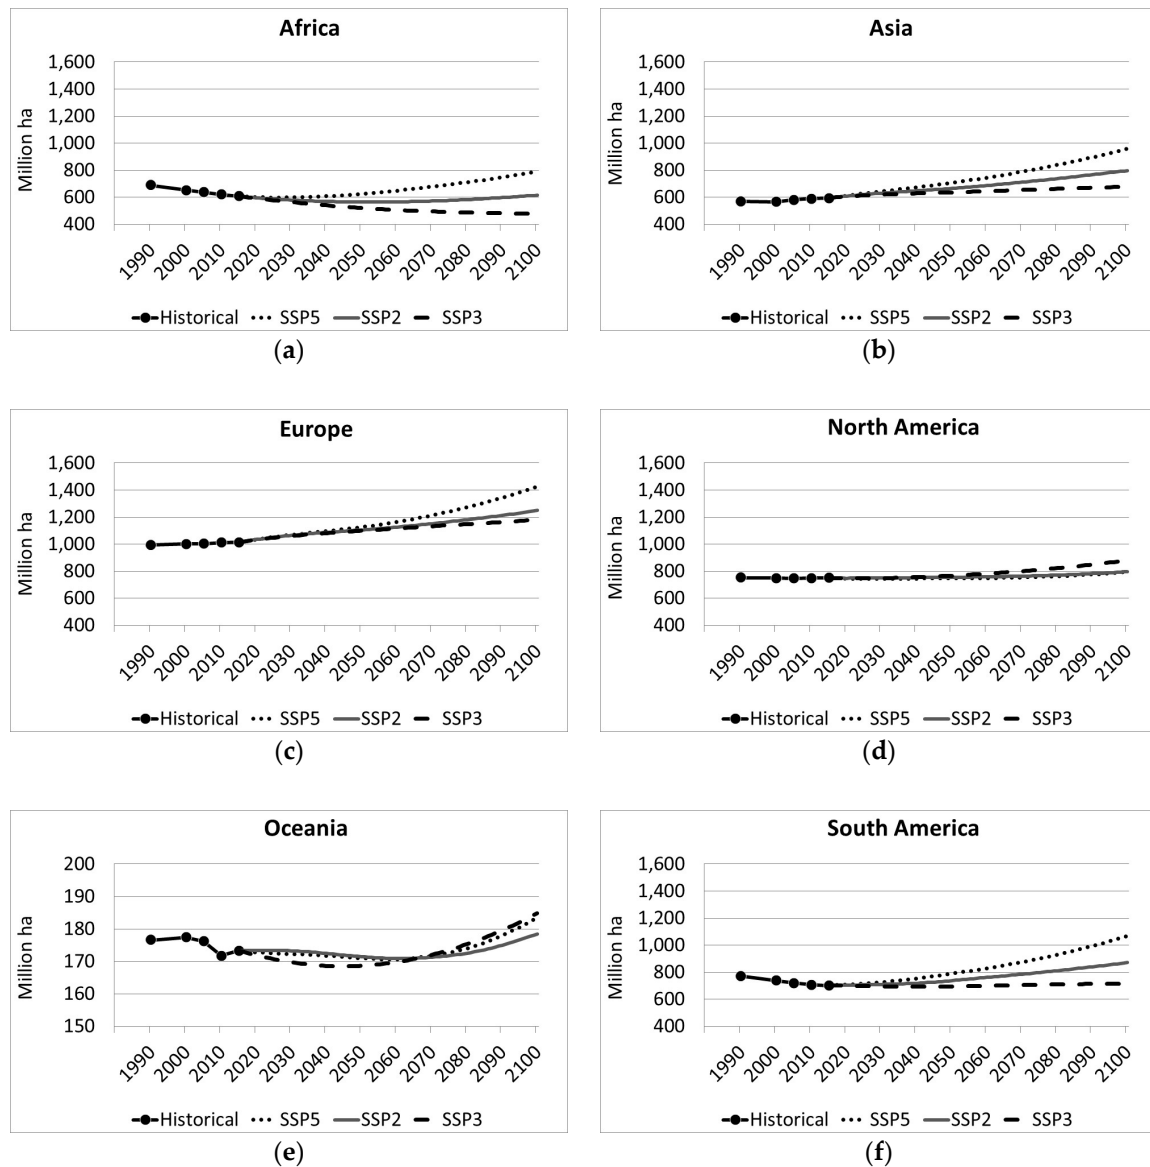 Africa
1,600
1,400
1,200
1,000
800
600
400
Million ha
1990 2000 2010 2020 2030 2040 2050 2060 2070 2080 2090 2100
Historical SSP5 SSP2 SSP3
(a)
Asia
1,600
1,400
1,200
1,000
800
600
400
Million ha
1990 2000 2010 2020 2030 2040 2050 2060 2070 2080 2090 2100
Historical SSP5 SSP2 SSP3
(b)
Europe
1,600
1,400
1,200
1,000
800
600
400
Million ha
1990 2000 2010 2020 2030 2040 2050 2060 2070 2080 2090 2100
Historical SSP5 SSP2 SSP3
(c)
North America
1,600
1,400
1,200
1,000
800
600
400
Million ha
1990 2000 2010 2020 2030 2040 2050 2060 2070 2080 2090 2100
Historical SSP5 SSP2 SSP3
(d)
Oceania
200
190
180
170
160
150
Million ha
1990 2000 2010 2020 2030 2040 2050 2060 2070 2080 2090 2100
Historical SSP5 SSP2 SSP3
(e)
South America
1,600
1,400
1,200
1,000
800
600
400
Million ha
1990 2000 2010 2020 2030 2040 2050 2060 2070 2080 2090 2100
Historical SSP5 SSP2 SSP3
(f)